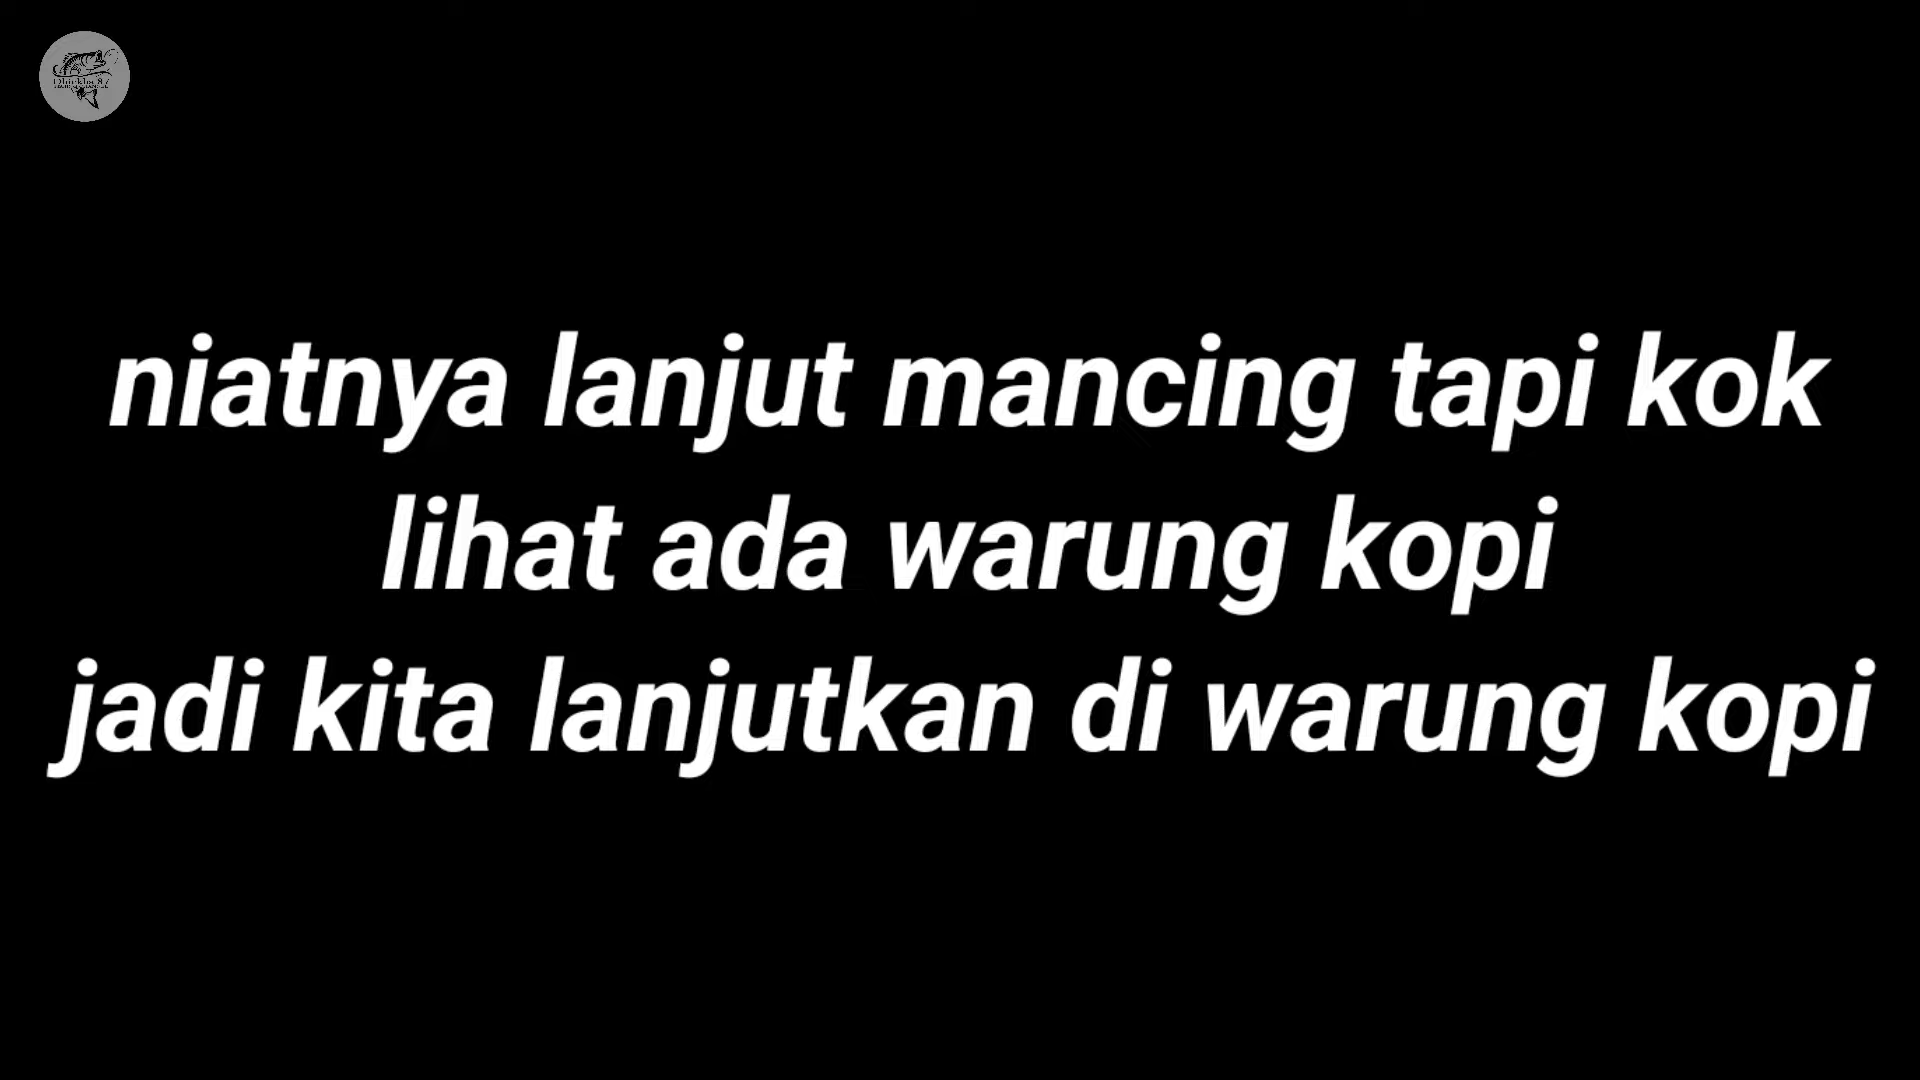 niatnya lanjut mancing tapi kok
lihat ada warung kopi
jadi kita lanjutkan di warung kopi